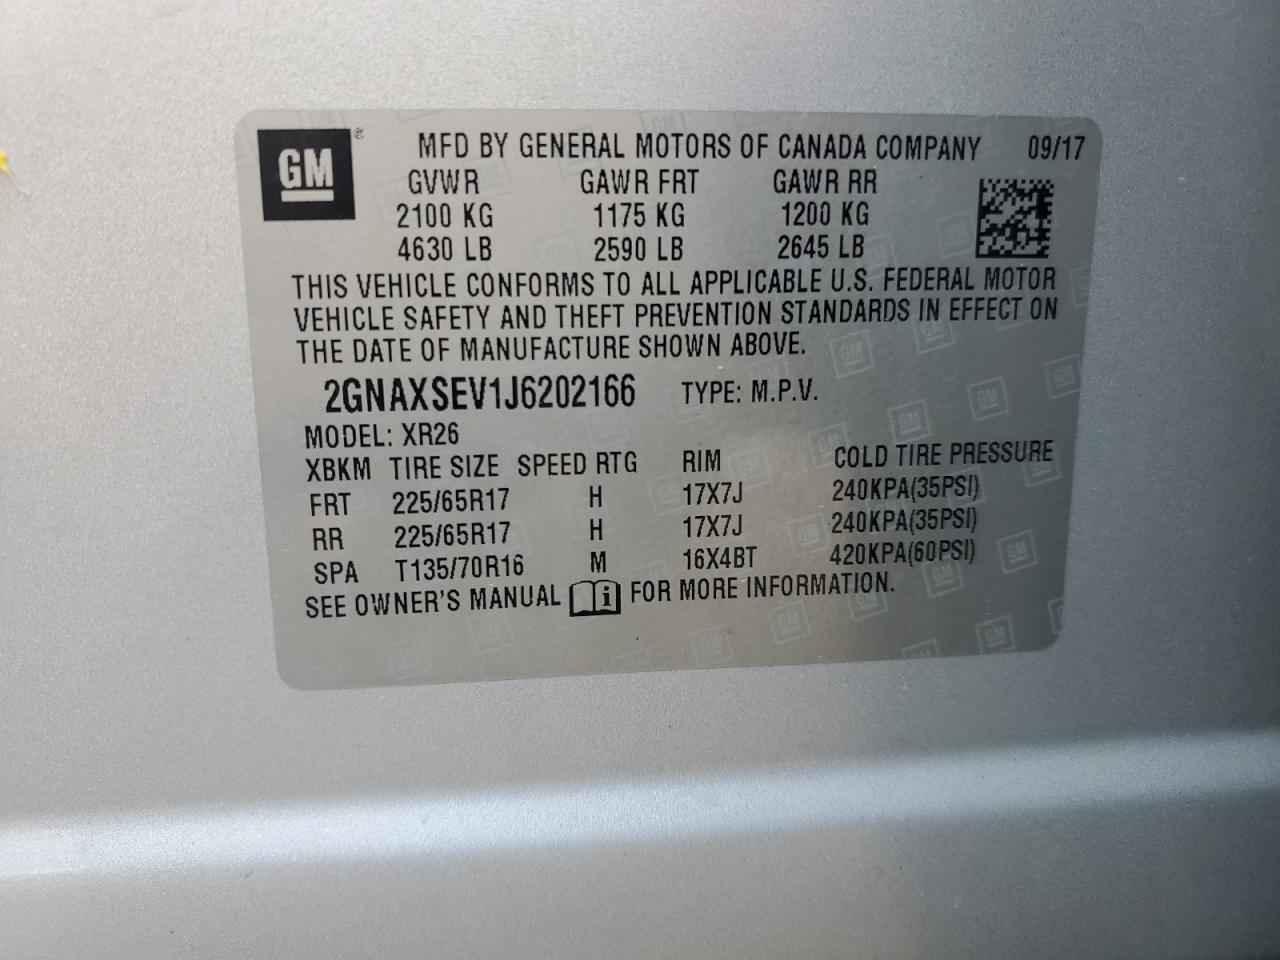 GM ® MFD BY GENERAL MOTORS OF CANADA COMPANY 09/17
GVWR GAWR FRT GAWR RR
2100 KG 1175 KG 1200 KG
4630 LB 2590 LB 2645 LB
THIS VEHICLE CONFORMS TO ALL APPLICABLE U.S. FEDERAL MOTOR
VEHICLE SAFETY AND THEFT PREVENTION STANDARDS IN EFFECT ON
THE DATE OF MANUFACTURE SHOWN ABOVE.
2GNAXSEV1J6202166 TYPE: M.P.V.
MODEL: XR26
XBKM TIRE SIZE SPEED RTG RIM COLD TIRE PRESSURE
FRT 225/65R17 H 17X7J 240KPA(35PSI)
RR 225/65R17 H 17X7J 240KPA(35PSI)
SPA T135/70R16 M 16X4BT 420KPA(60PSI)
SEE OWNER'S MANUAL i FOR MORE INFORMATION.